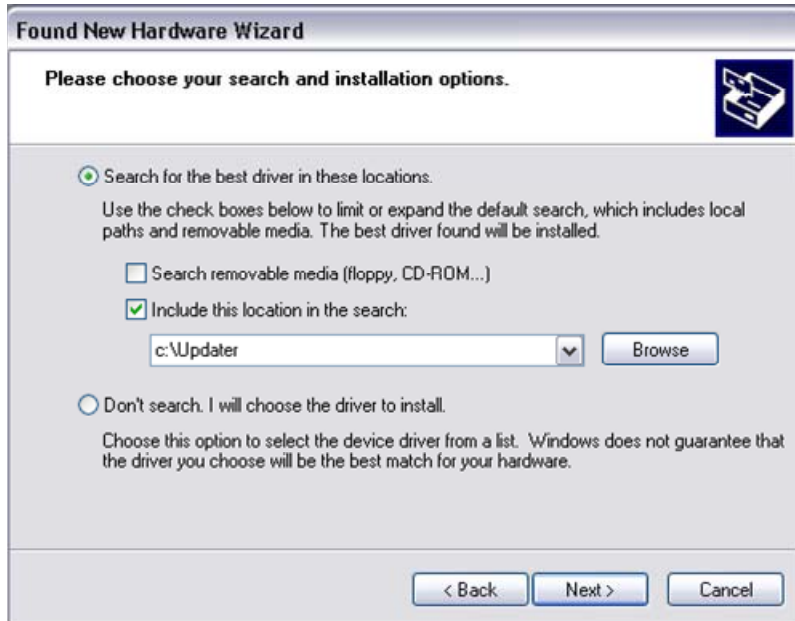 Found New Hardware Wizard
Please choose your search and installation options.
Search for the best driver in these locations.
Use the check boxes below to limit or expand the default search, which includes local
paths and removable media. The best driver found will be installed.
Search removable media (floppy, CD-ROM...)
Include this location in the search:
c:\Updater
Browse
Don't search. I will choose the driver to install.
Choose this option to select the device driver from a list. Windows does not guarantee that
the driver you choose will be the best match for your hardware.
< Back Next > Cancel